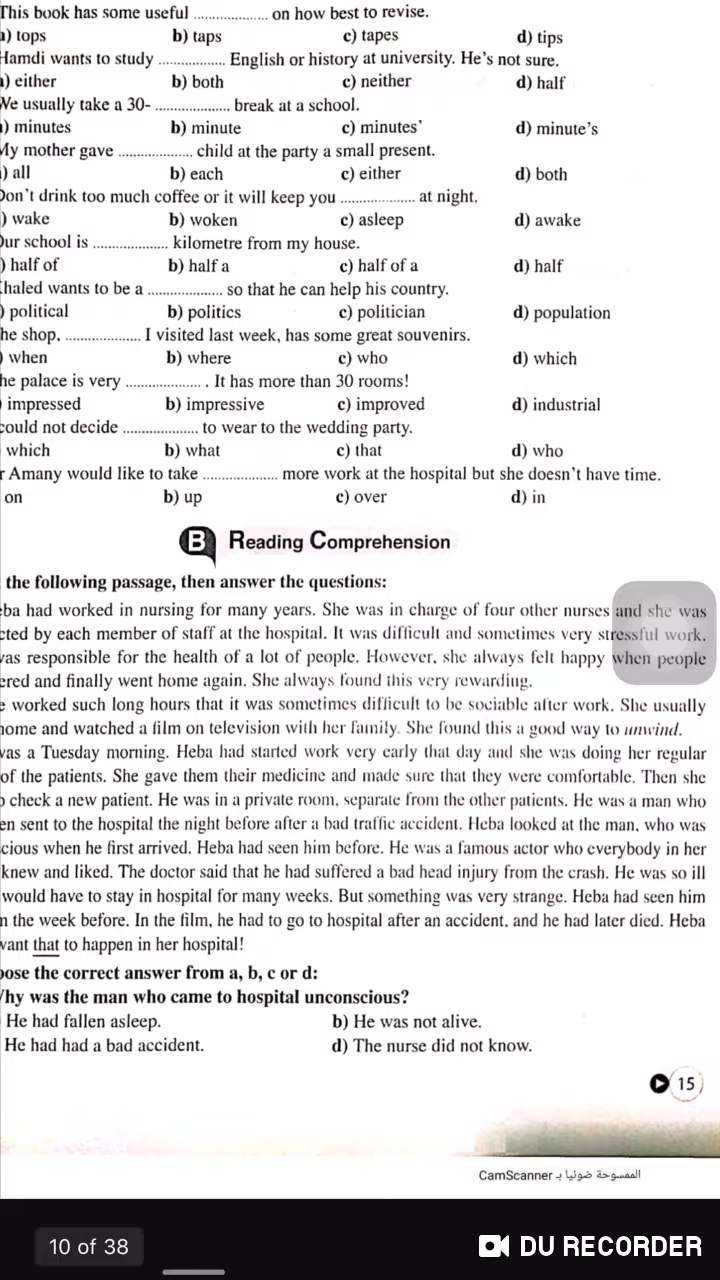 This book has some useful ................... on how best to revise.
a) tops b) taps c) tapes d) tips
Hamdi wants to study ................. English or history at university. He's not sure.
a) either b) both c) neither d) half
We usually take a 30- ................... break at a school.
) minutes b) minute c) minutes' d) minute's
My mother gave ................... child at the party a small present.
) all b) each c) either d) both
Don't drink too much coffee or it will keep you ................... at night.
) wake b) woken c) asleep d) awake
Our school is ................... kilometre from my house.
) half of b) half a c) half of a d) half
Khaled wants to be a ................... so that he can help his country.
) political b) politics c) politician d) population
he shop, ................... I visited last week, has some great souvenirs.
) when b) where c) who d) which
he palace is very ................... . It has more than 30 rooms!
impressed b) impressive c) improved d) industrial
could not decide ................... to wear to the wedding party.
which b) what c) that d) who
r Amany would like to take ................... more work at the hospital but she doesn't have time.
on b) up c) over d) in
B Reading Comprehension
the following passage, then answer the questions:
eba had worked in nursing for many years. She was in charge of four other nurses and she was
cted by each member of staff at the hospital. It was difficult and sometimes very stressful work.
was responsible for the health of a lot of people. However, she always felt happy when people
ered and finally went home again. She always found this very rewarding.
e worked such long hours that it was sometimes difficult to be sociable after work. She usually
home and watched a film on television with her family. She found this a good way to unwind.
was a Tuesday morning. Heba had started work very early that day and she was doing her regular
of the patients. She gave them their medicine and made sure that they were comfortable. Then she
o check a new patient. He was in a private room, separate from the other patients. He was a man who
en sent to the hospital the night before after a bad traffic accident. Heba looked at the man, who was
cious when he first arrived. Heba had seen him before. He was a famous actor who everybody in her
knew and liked. The doctor said that he had suffered a bad head injury from the crash. He was so ill
would have to stay in hospital for many weeks. But something was very strange. Heba had seen him
n the week before. In the film, he had to go to hospital after an accident, and he had later died. Heba
want that to happen in her hospital!
oose the correct answer from a, b, c or d:
Why was the man who came to hospital unconscious?
He had fallen asleep. b) He was not alive.
He had had a bad accident. d) The nurse did not know.
15
الممسوحة ضوئيا بـ CamScanner
10 of 38
DU RECORDER